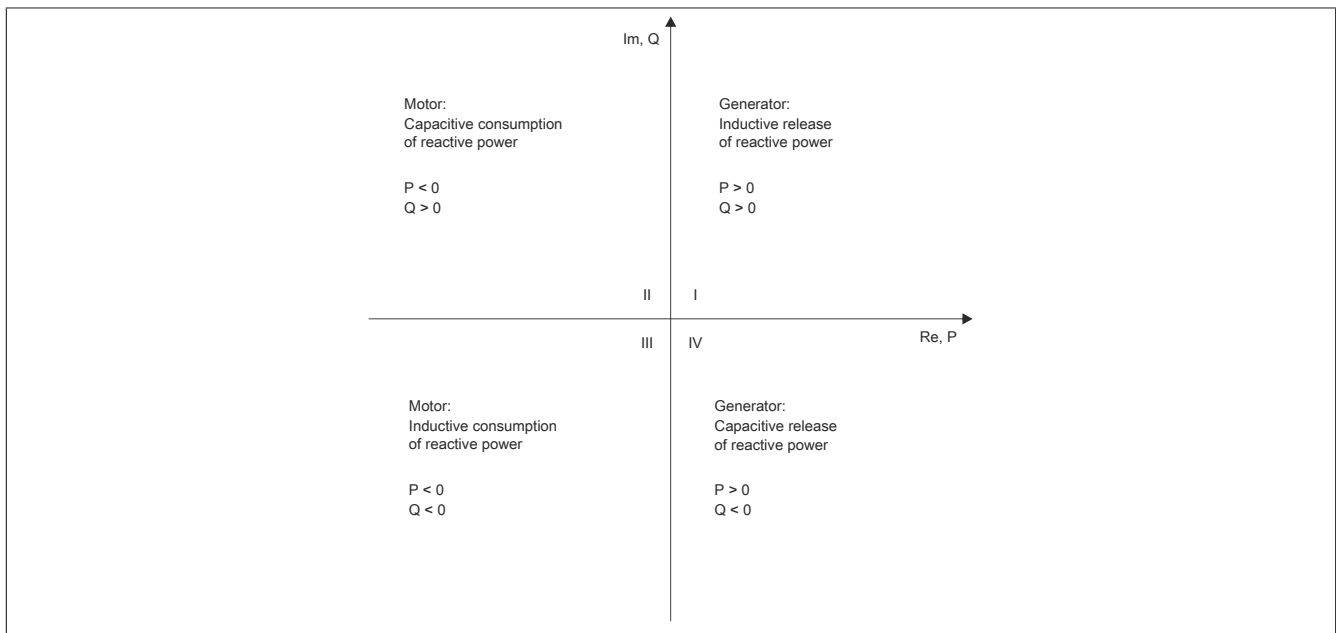 Im, Q
Motor:
Capacitive consumption
of reactive power
P < 0
Q > 0
Generator:
Inductive release
of reactive power
P > 0
Q > 0
II
I
III
IV
Re, P
Motor:
Inductive consumption
of reactive power
P < 0
Q < 0
Generator:
Capacitive release
of reactive power
P > 0
Q < 0